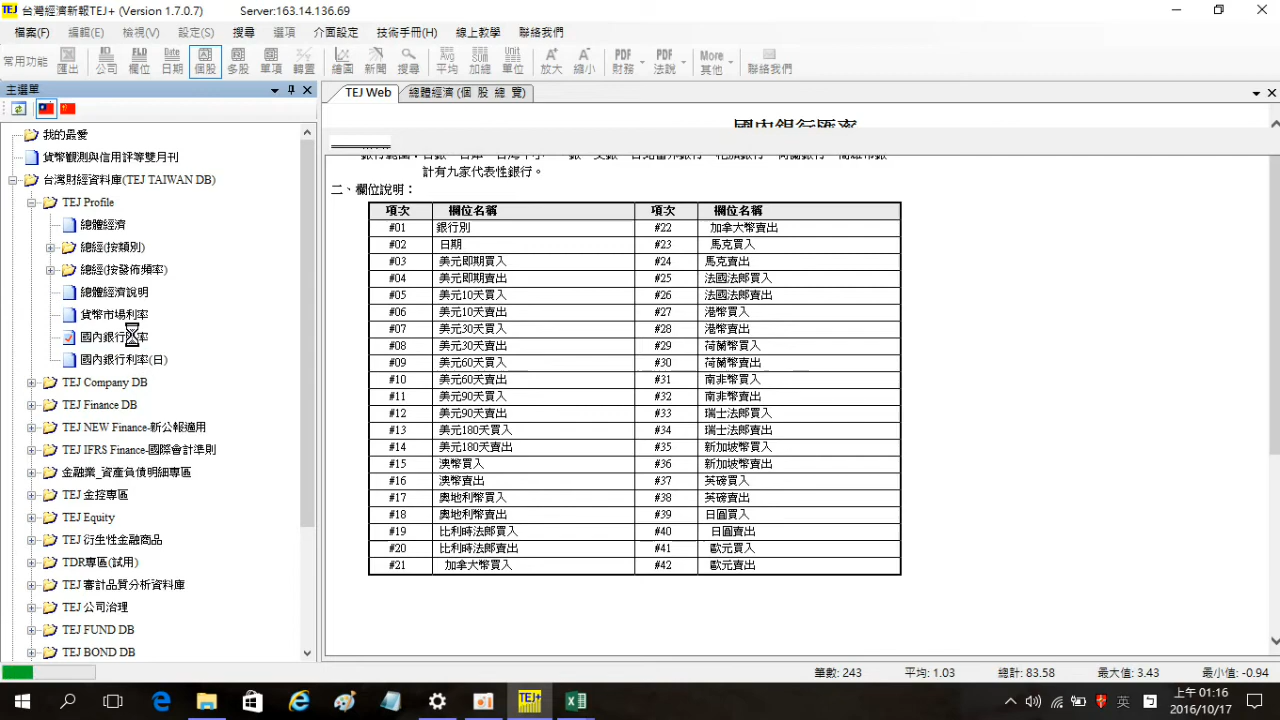 台灣經濟新報TEJ+ (Version 1.7.0.7) Server:163.14.136.69
檔案(F) 編輯(E) 檢視(V) 設定(S) 搜尋 選項 介面設定 技術手冊(H) 線上教學 聯絡我們
常用功能 匯出 ELD Date Avg SUM Unit A+ A- PDF PDF More
公司 欄位 日期 個股 多股 單項 轉置 繪圖 新聞 搜尋 平均 加總 單位 放大 縮小 財務 法說 其他 聯絡我們
主選單
TEJ Web 總體經濟 (個 股 總 覽)
我的最愛
貨幣觀測與信用評等雙月刊
台灣財經資料庫(TEJ TAIWAN DB)
TEJ Profile
總體經濟
總經(按類別)
總經(按發佈頻率)
總體經濟說明
貨幣市場利率
國內銀行 率
國內銀行利率(日)
TEJ Company DB
TEJ Finance DB
TEJ NEW Finance-新公報適用
TEJ IFRS Finance-國際會計準則
金融業_資產負債明細專區
TEJ 金控專區
TEJ Equity
TEJ 衍生性金融商品
TDR專區(試用)
TEJ 審計品質分析資料庫
TEJ 公司治理
TEJ FUND DB
TEJ BOND DB
國內銀行匯率
計有九家代表性銀行。
二、欄位說明：
項次 欄位名稱 項次 欄位名稱
#01 銀行別 #22 加拿大幣賣出
#02 日期 #23 馬克買入
#03 美元即期買入 #24 馬克賣出
#04 美元即期賣出 #25 法國法郎買入
#05 美元10天買入 #26 法國法郎賣出
#06 美元10天賣出 #27 港幣買入
#07 美元30天買入 #28 港幣賣出
#08 美元30天賣出 #29 荷蘭幣買入
#09 美元60天買入 #30 荷蘭幣賣出
#10 美元60天賣出 #31 南非幣買入
#11 美元90天買入 #32 南非幣賣出
#12 美元90天賣出 #33 瑞士法郎買入
#13 美元180天買入 #34 瑞士法郎賣出
#14 美元180天賣出 #35 新加坡幣買入
#15 澳幣買入 #36 新加坡幣賣出
#16 澳幣賣出 #37 英磅買入
#17 奧地利幣買入 #38 英磅賣出
#18 奧地利幣賣出 #39 日圓買入
#19 比利時法郎買入 #40 日圓賣出
#20 比利時法郎賣出 #41 歐元買入
#21 加拿大幣買入 #42 歐元賣出
筆數: 243 平均: 1.03 總計: 83.58 最大值: 3.43 最小值: -0.94
英 上午 01:16
2016/10/17